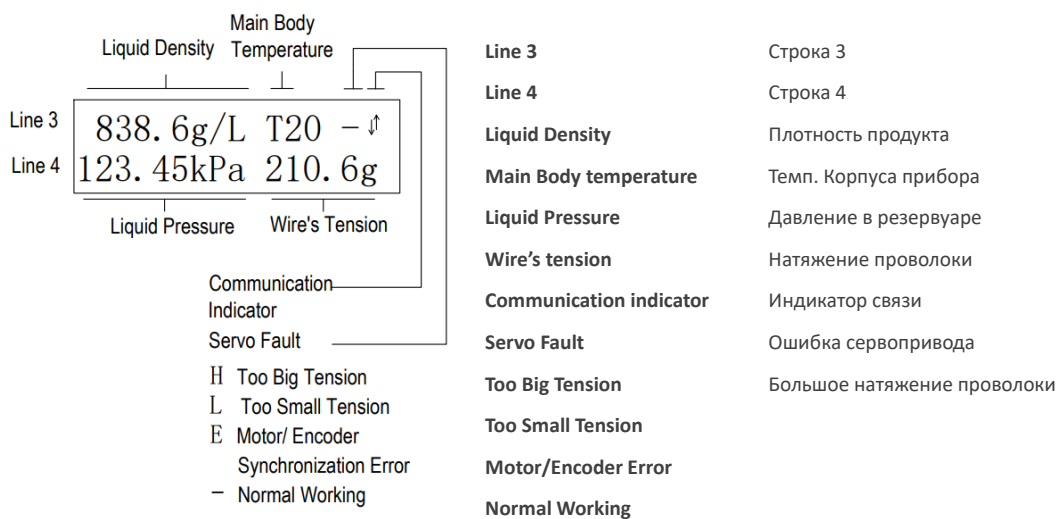 Main Body
Liquid Density Temperature
Line 3 838.6g/L T20 -⇵
Line 4 123.45kPa 210.6g
Liquid Pressure Wire's Tension
Communication
Indicator
Servo Fault
H Too Big Tension
L Too Small Tension
E Motor/ Encoder
Synchronization Error
- Normal Working
Line 3 Строка 3
Line 4 Строка 4
Liquid Density Плотность продукта
Main Body temperature Темп. Корпуса прибора
Liquid Pressure Давление в резервуаре
Wire’s tension Натяжение проволоки
Communication indicator Индикатор связи
Servo Fault Ошибка сервопривода
Too Big Tension Большое натяжение проволоки
Too Small Tension
Motor/Encoder Error
Normal Working